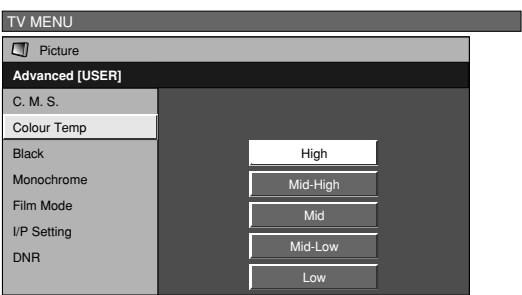 TV MENU
Picture
Advanced [USER]
C. M. S.
Colour Temp
Black
Monochrome
Film Mode
I/P Setting
DNR
High
Mid-High
Mid
Mid-Low
Low